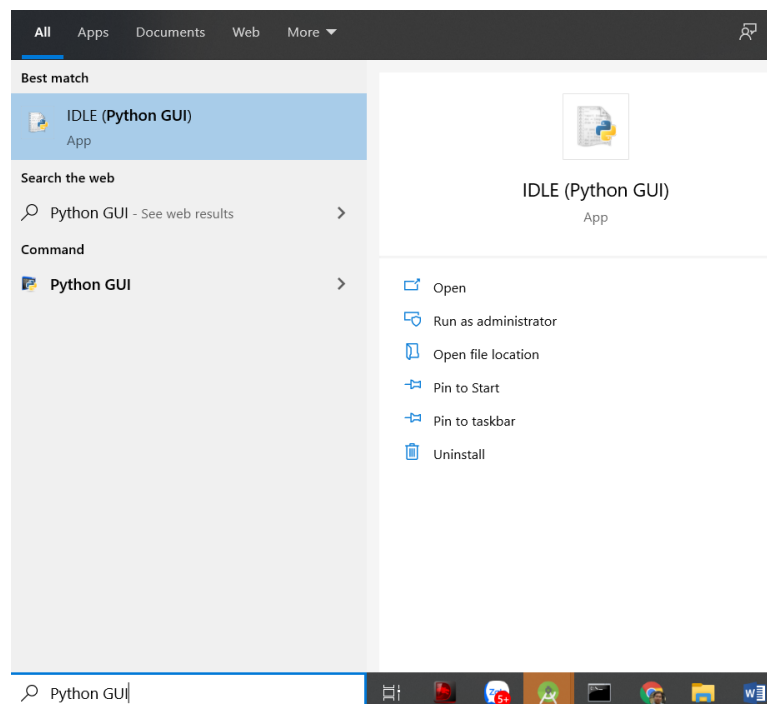 All Apps Documents Web More
Best match
IDLE (Python GUI)
App
Search the web
Python GUI - See web results
Command
Python GUI
IDLE (Python GUI)
App
Open
Run as administrator
Open file location
Pin to Start
Pin to taskbar
Uninstall
Python GUI
5+
W